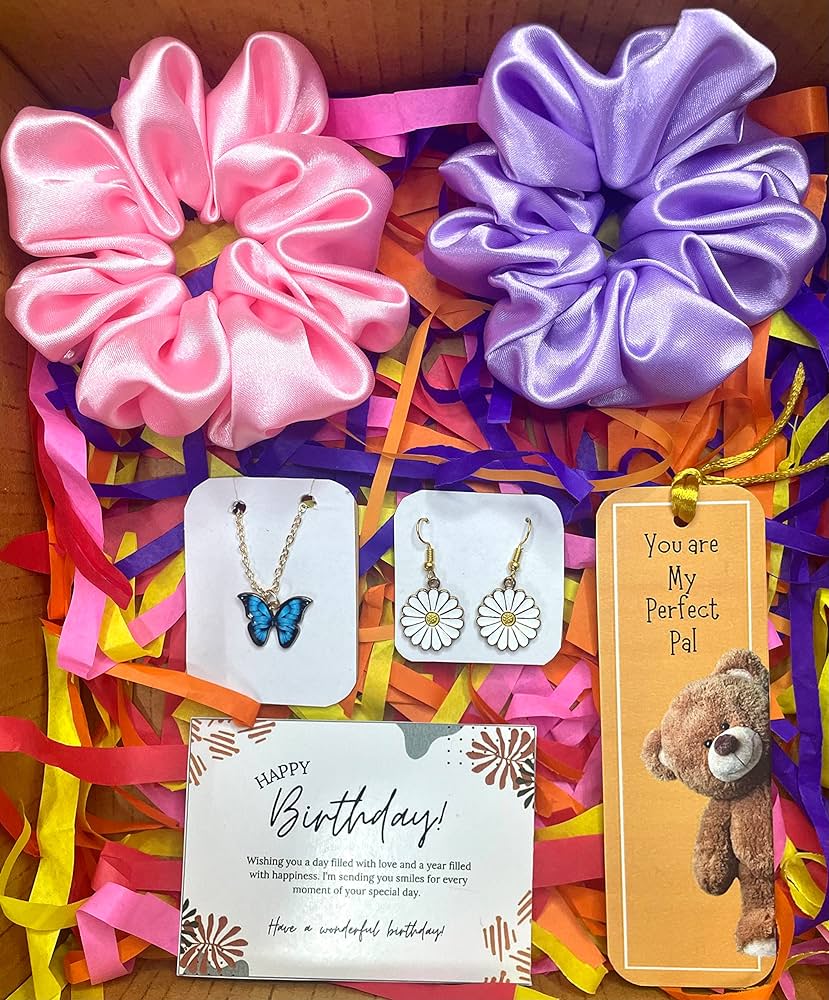 You are
My
Perfect
Pal
HAPPY
Birthday!
Wishing you a day filled with love and a year filled
with happiness. I'm sending you smiles for every
moment of your special day.
Have a wonderful birthday!